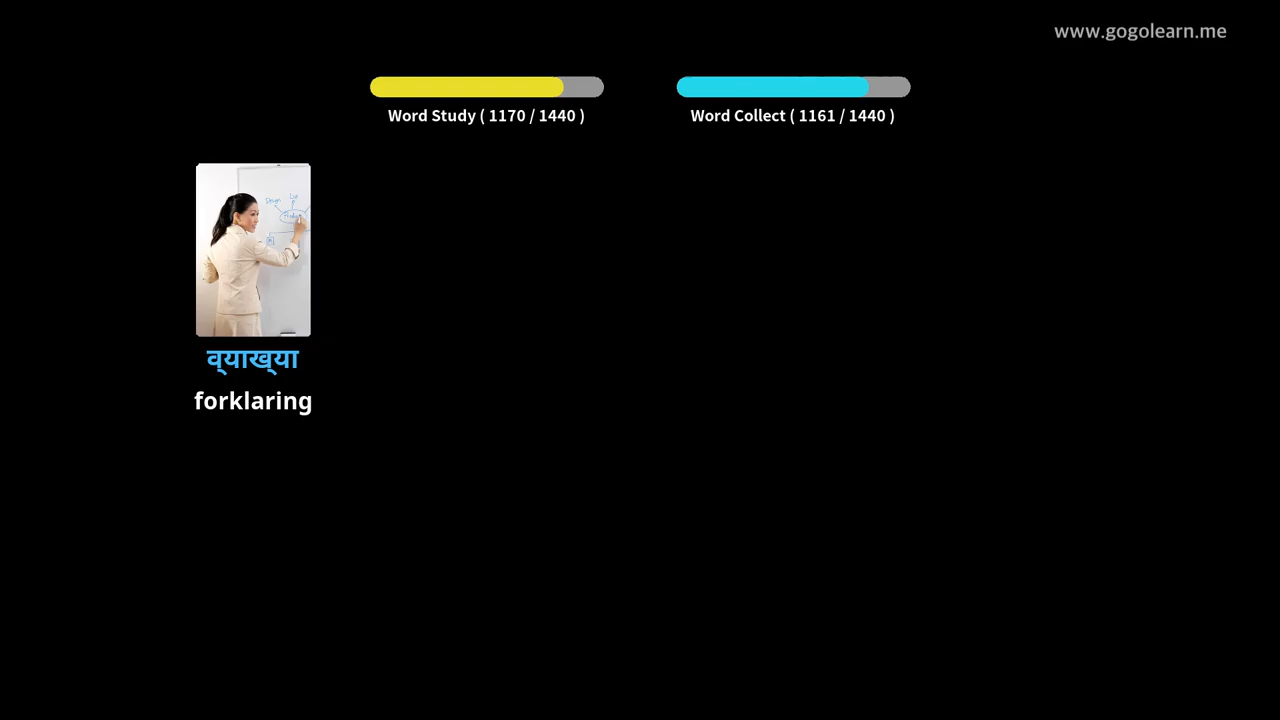 www.gogolearn.me
Word Study ( 1170 / 1440 )
Word Collect ( 1161 / 1440 )
व्याख्या
forklaring